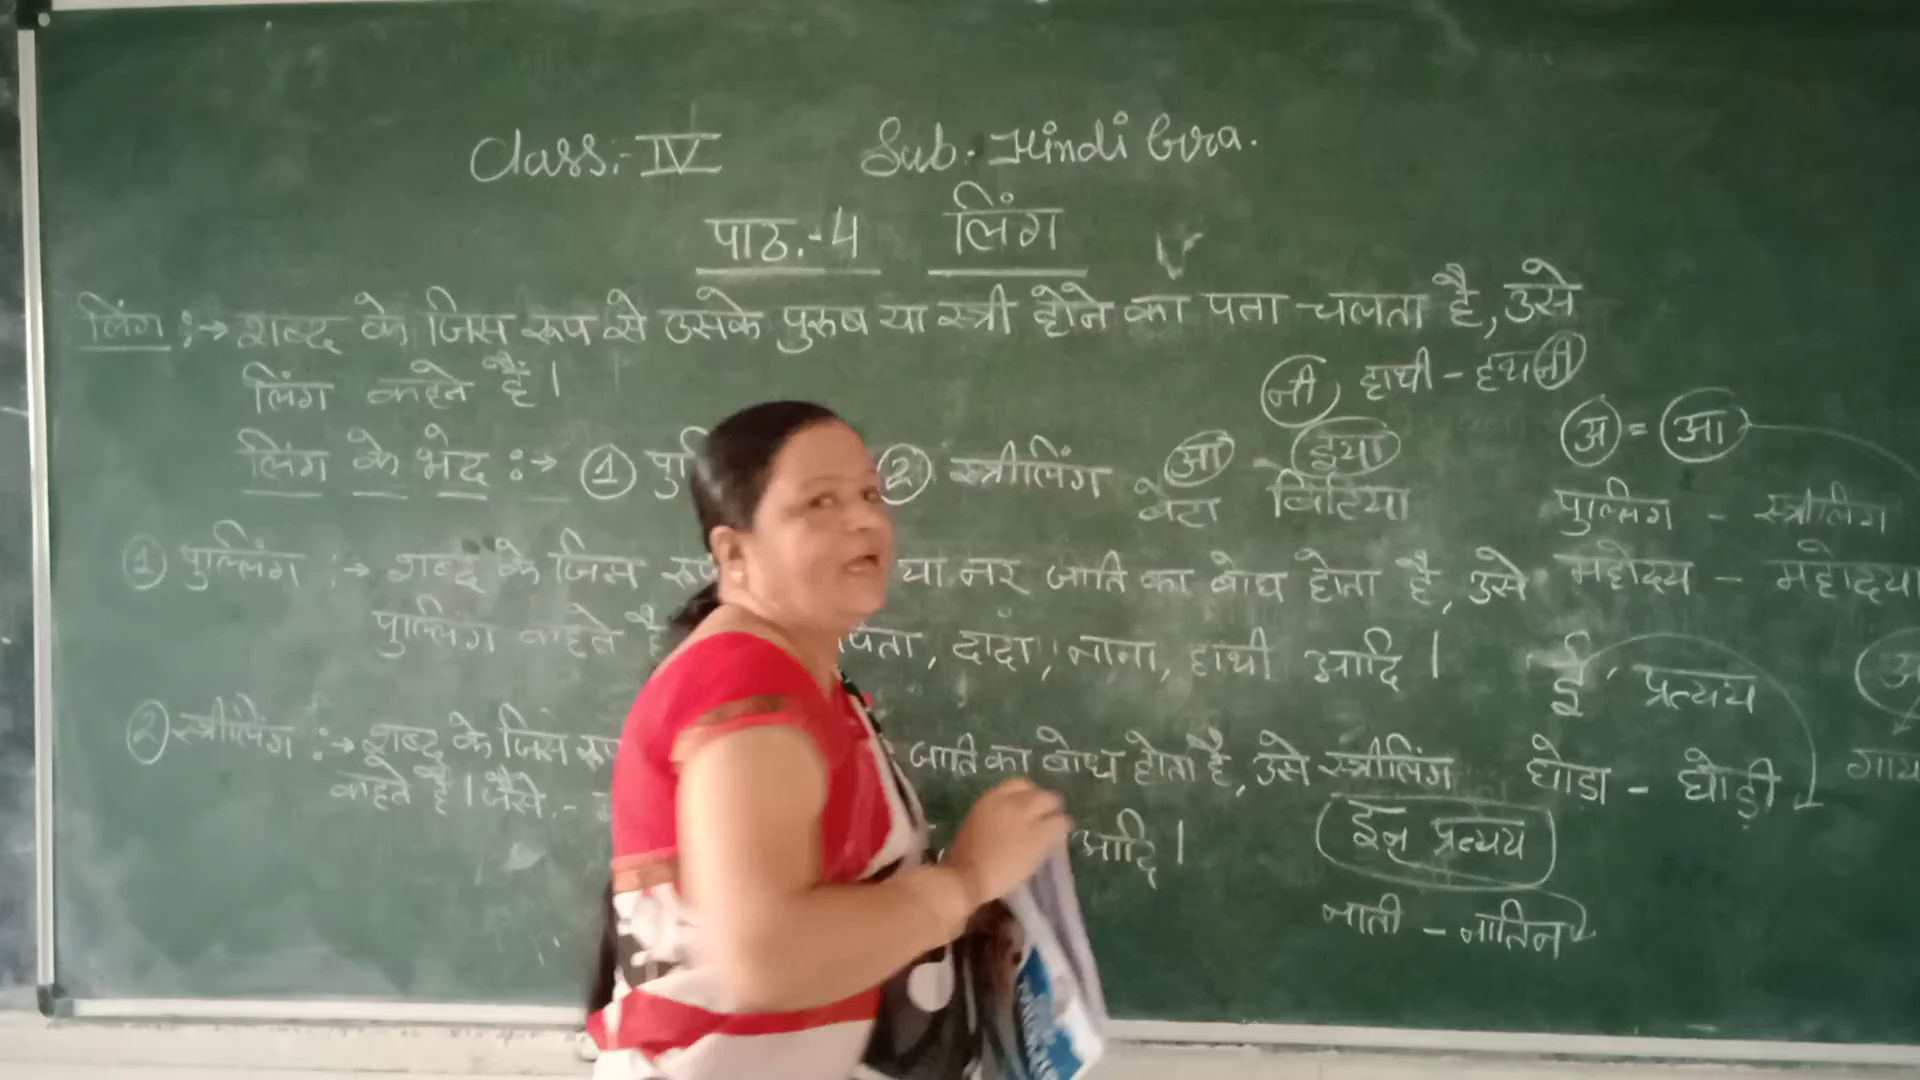 Class:- IV Sub.- Hindi Gra.
पाठ.-4 लिंग
लिंग :→ शब्द के जिस रूप से उसके पुरुष या स्त्री होने का पता चलता है, उसे
लिंग कहते हैं।
नी हाथी - हथनी
लिंग के भेद :→ ① ② स्त्रीलिंग
आ - इया
बेटा बिटिया
अ = आ
पुल्लिंग - स्त्रीलिंग
महोदय - महोदया
① पुल्लिंग :→ शब्द के जिस या नर जाति का बोध होता है, उसे
पुल्लिंग कहते पिता, दादा, नाना, हाथी आदि।
ई प्रत्यय
घोड़ा - घोड़ी
② स्त्रीलिंग :→ शब्द के जिस जाति का बोध होता है, उसे स्त्रीलिंग
कहते है। जैसे.- आदि।
इन प्रत्यय
नाती - नातिन